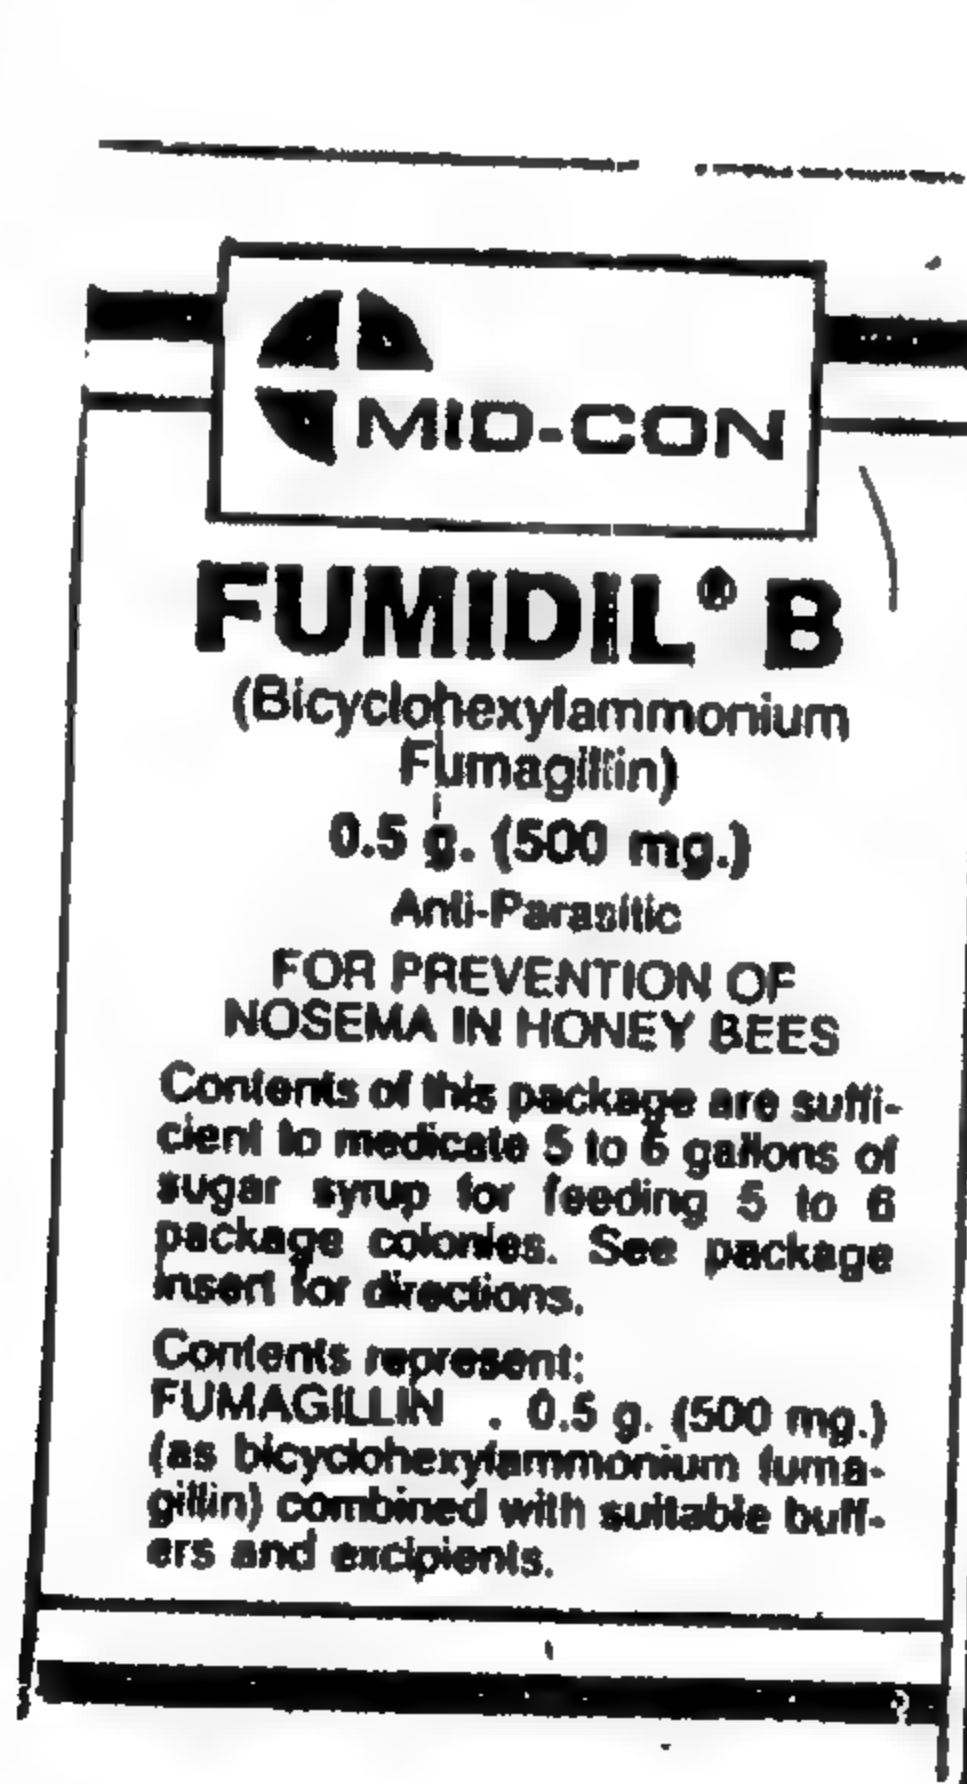 MID-CON
FUMIDIL® B
(Bicyclohexylammonium
Fumagillin)
0.5 g. (500 mg.)
Anti-Parasitic
FOR PREVENTION OF
NOSEMA IN HONEY BEES
Contents of this package are suffi-
cient to medicate 5 to 6 gallons of
sugar syrup for feeding 5 to 6
package colonies. See package
insert for directions.
Contents represent:
FUMAGILLIN . 0.5 g. (500 mg.)
(as bicyclohexylammonium fuma-
gillin) combined with suitable buff-
ers and excipients.